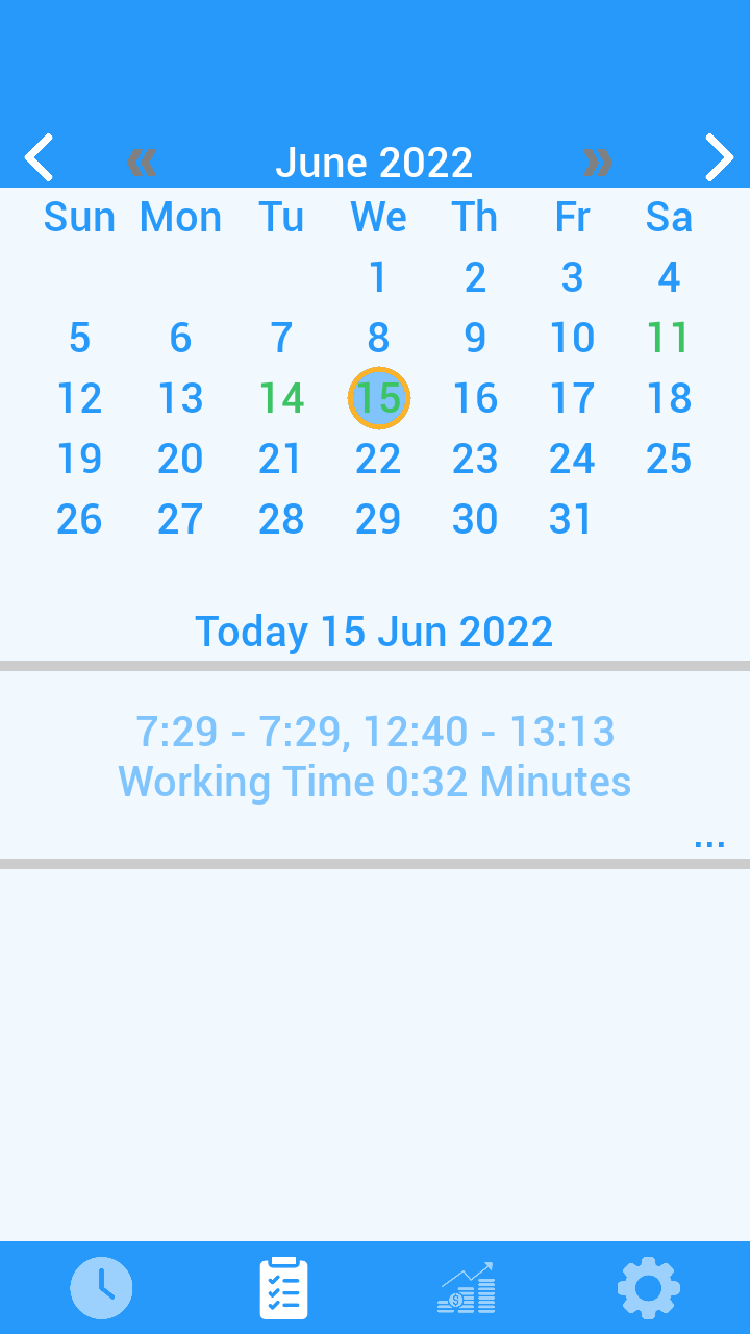 « June 2022 »
Sun Mon Tu We Th Fr Sa
1 2 3 4
5 6 7 8 9 10 11
12 13 14 15 16 17 18
19 20 21 22 23 24 25
26 27 28 29 30 31
Today 15 Jun 2022
7:29 - 7:29, 12:40 - 13:13
Working Time 0:32 Minutes
...
$